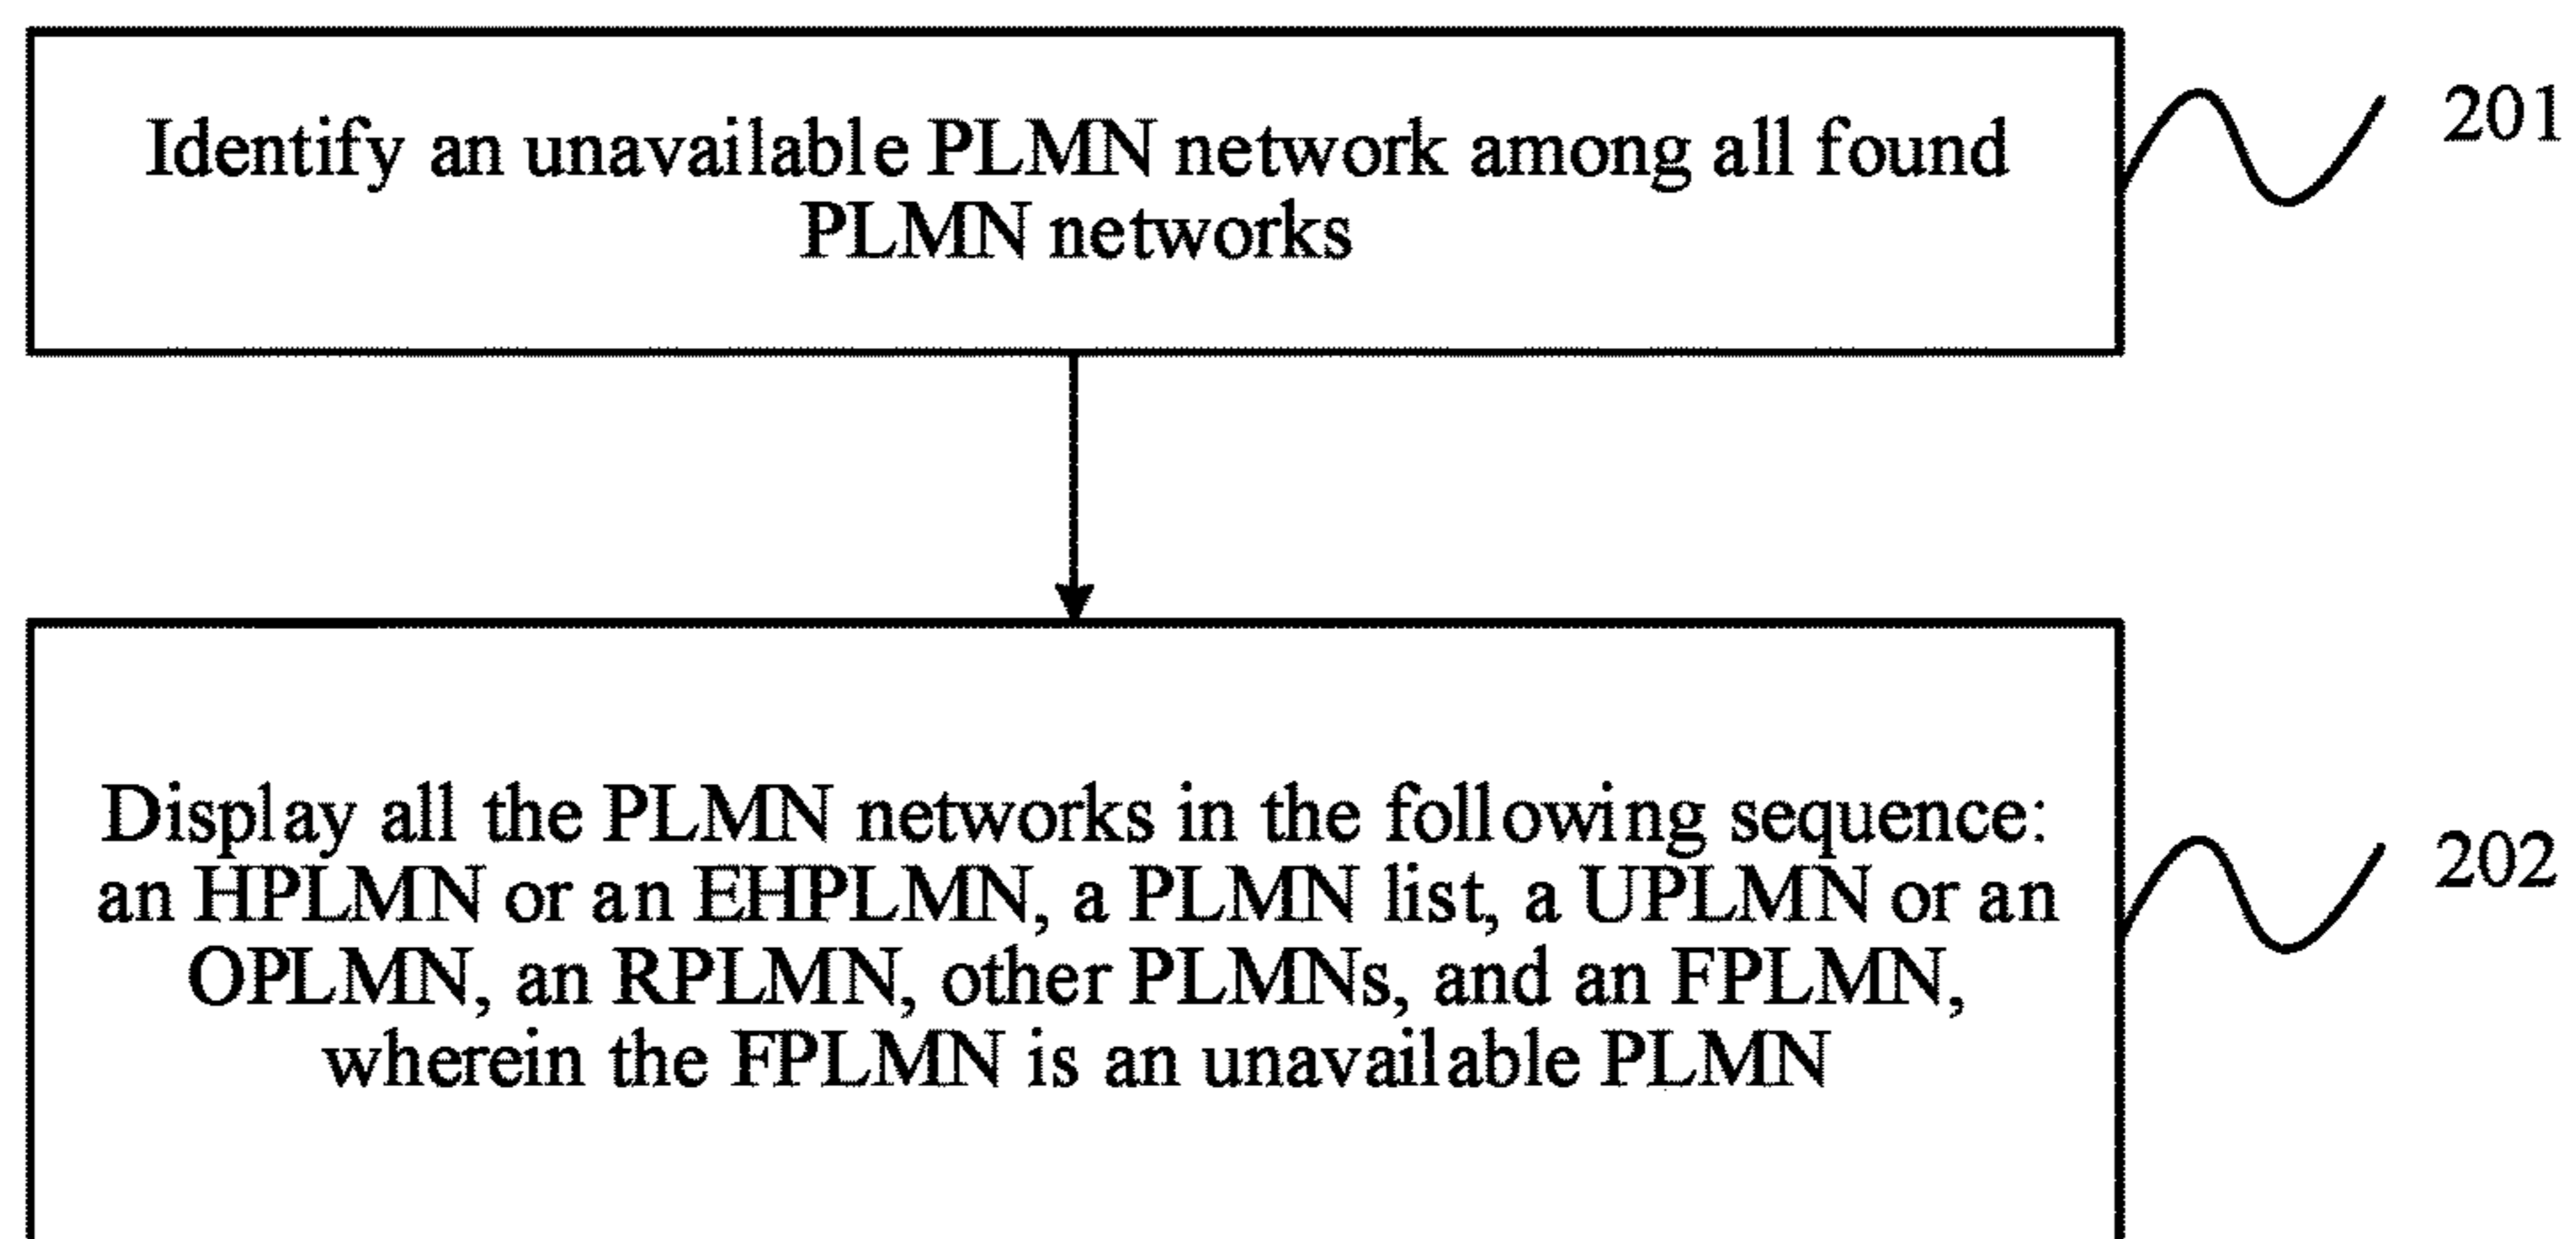 Identify an unavailable PLMN network among all found
PLMN networks
201
Display all the PLMN networks in the following sequence:
an HPLMN or an EHPLMN, a PLMN list, a UPLMN or an
OPLMN, an RPLMN, other PLMNs, and an FPLMN,
wherein the FPLMN is an unavailable PLMN
202